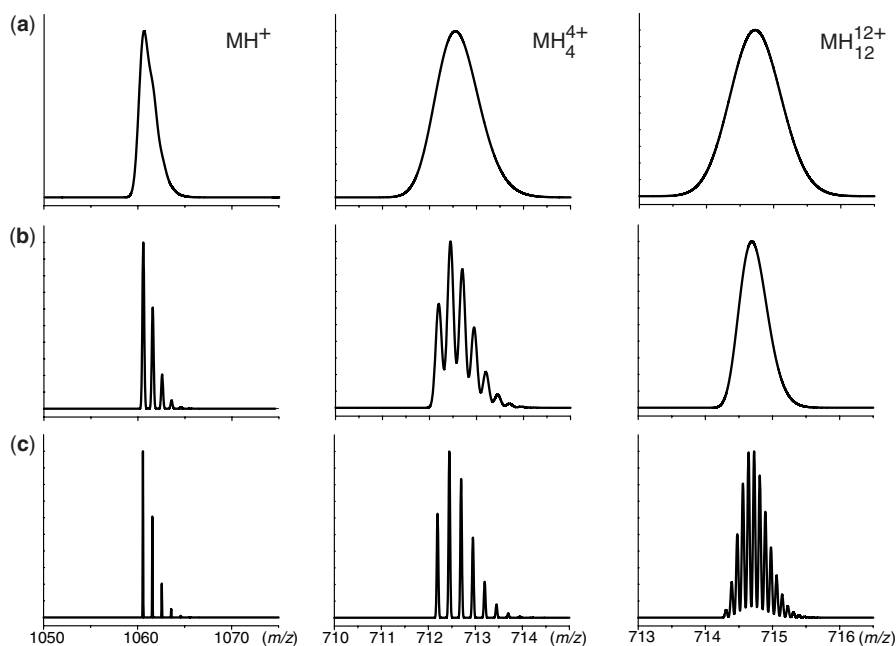 (a) MH⁺ MH₄⁴⁺ MH₁₂¹²⁺
(b)
(c)
1050 1060 1070 (m/z) 710 711 712 713 714 (m/z) 713 714 715 716 (m/z)